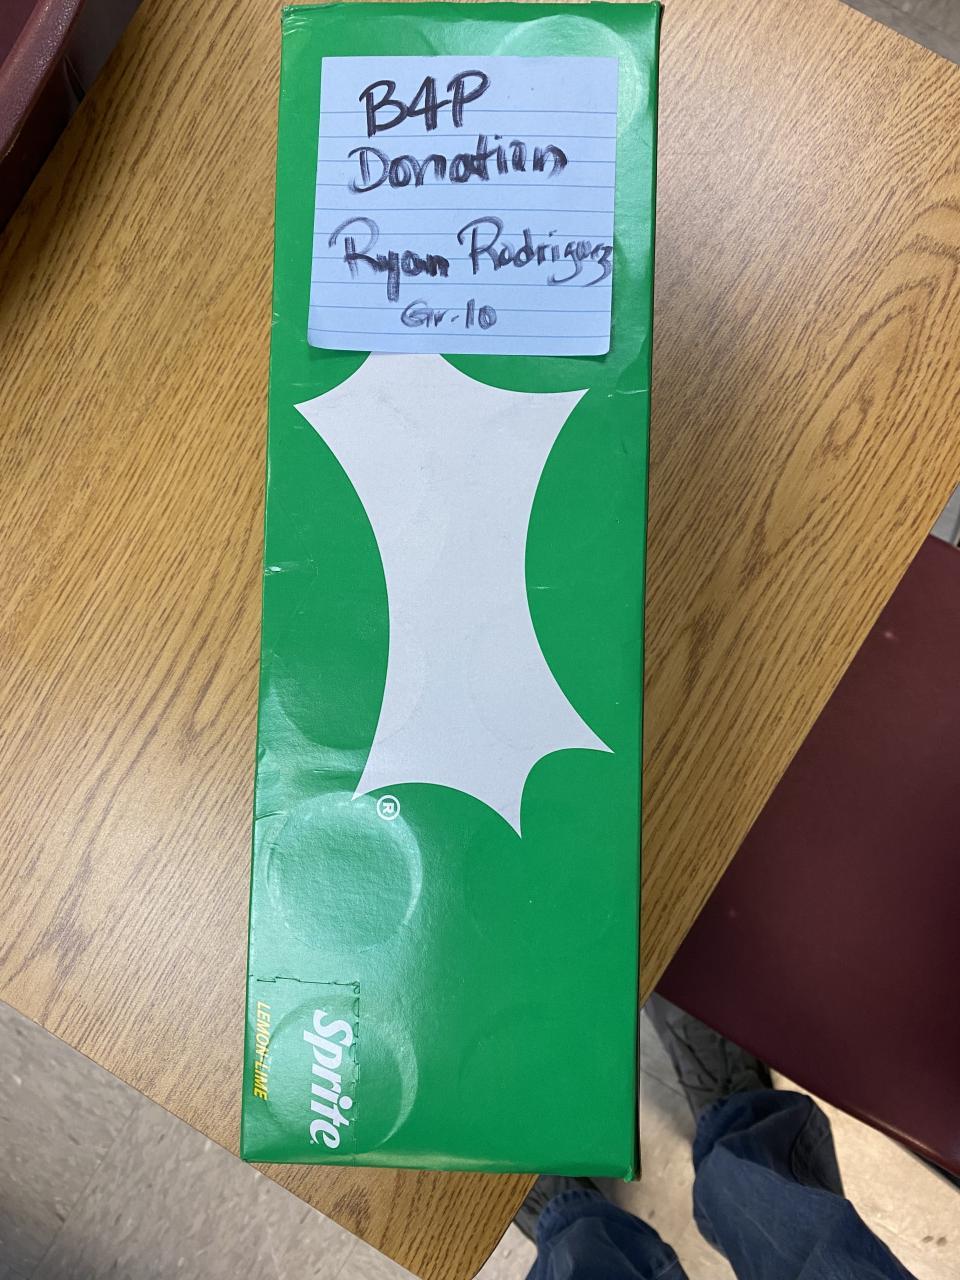 B4P
Donation
Ryan Rodriguez
Gr-10
®
Sprite
LEMON-LIME